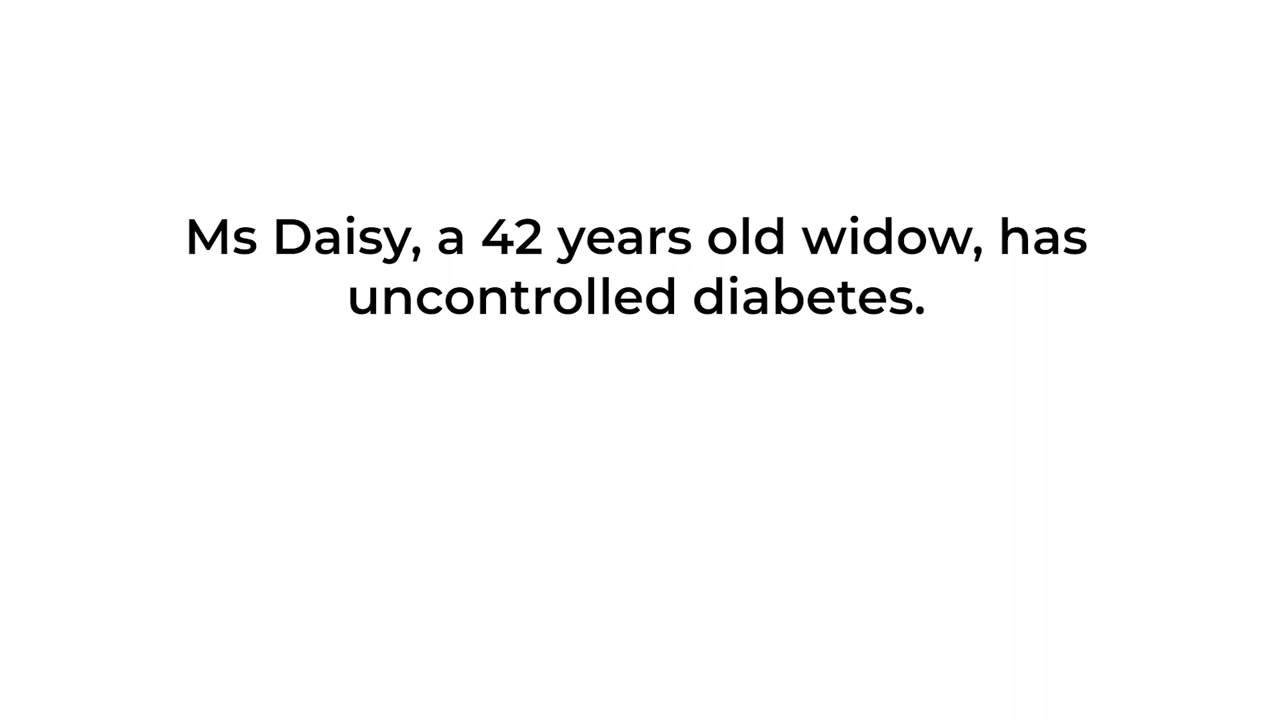 Ms Daisy, a 42 years old widow, has
uncontrolled diabetes.